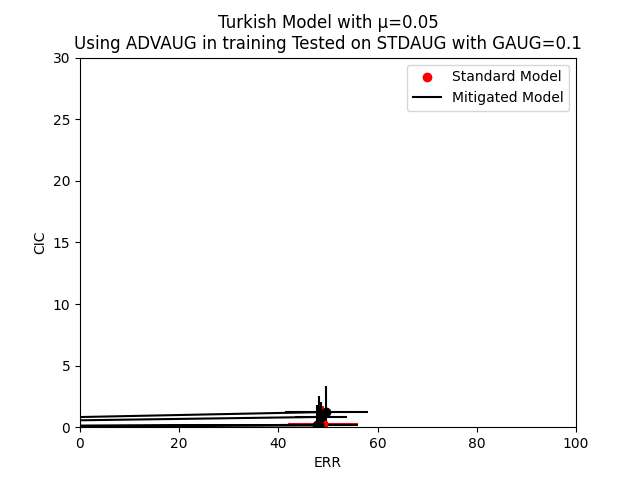 Turkish Model with μ=0.05
Using ADVAUG in training Tested on STDAUG with GAUG=0.1
30
25
20
15
10
5
0
CIC
Standard Model
Mitigated Model
0
20
40
60
80
100
ERR